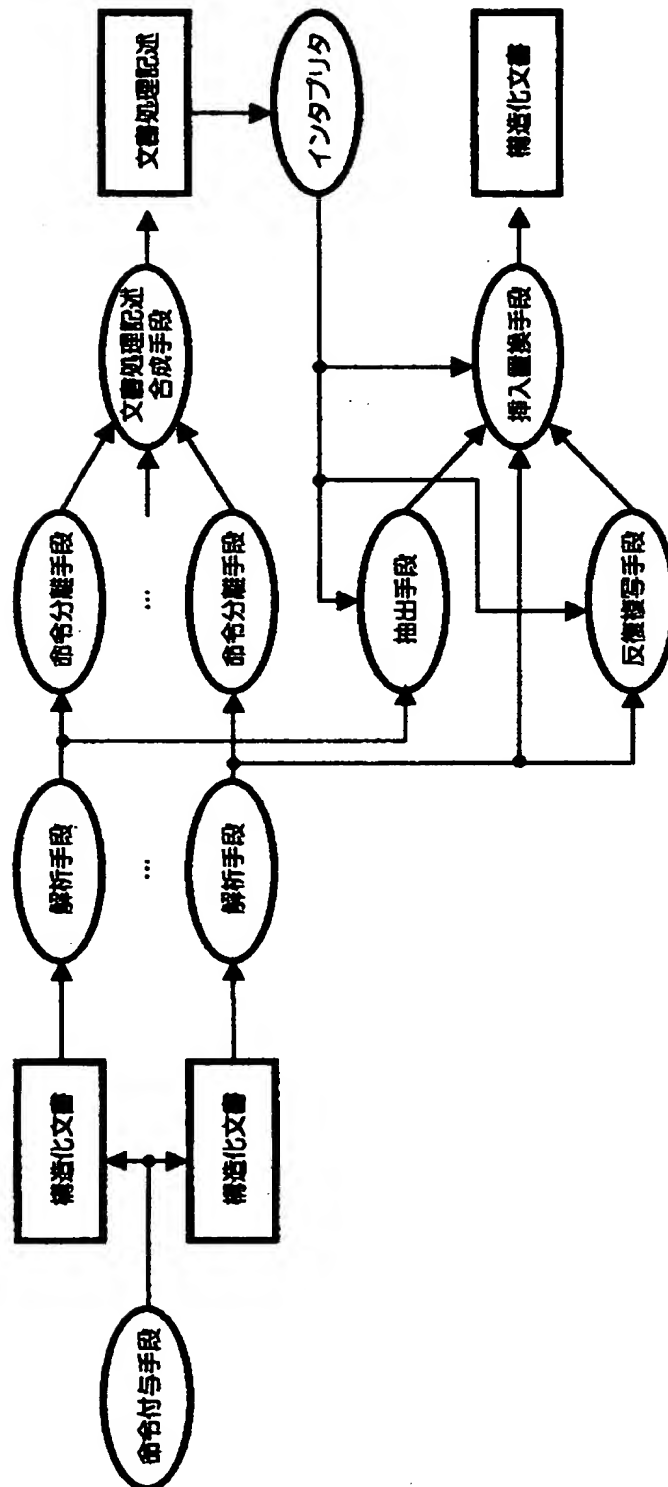 命令付与手段
構造化文書
構造化文書
解析手段
…
解析手段
命令分離手段
…
命令分離手段
文書処理記述
合成手段
文書処理記述
インタプリタ
抽出手段
反復複写手段
挿入置換手段
構造化文書